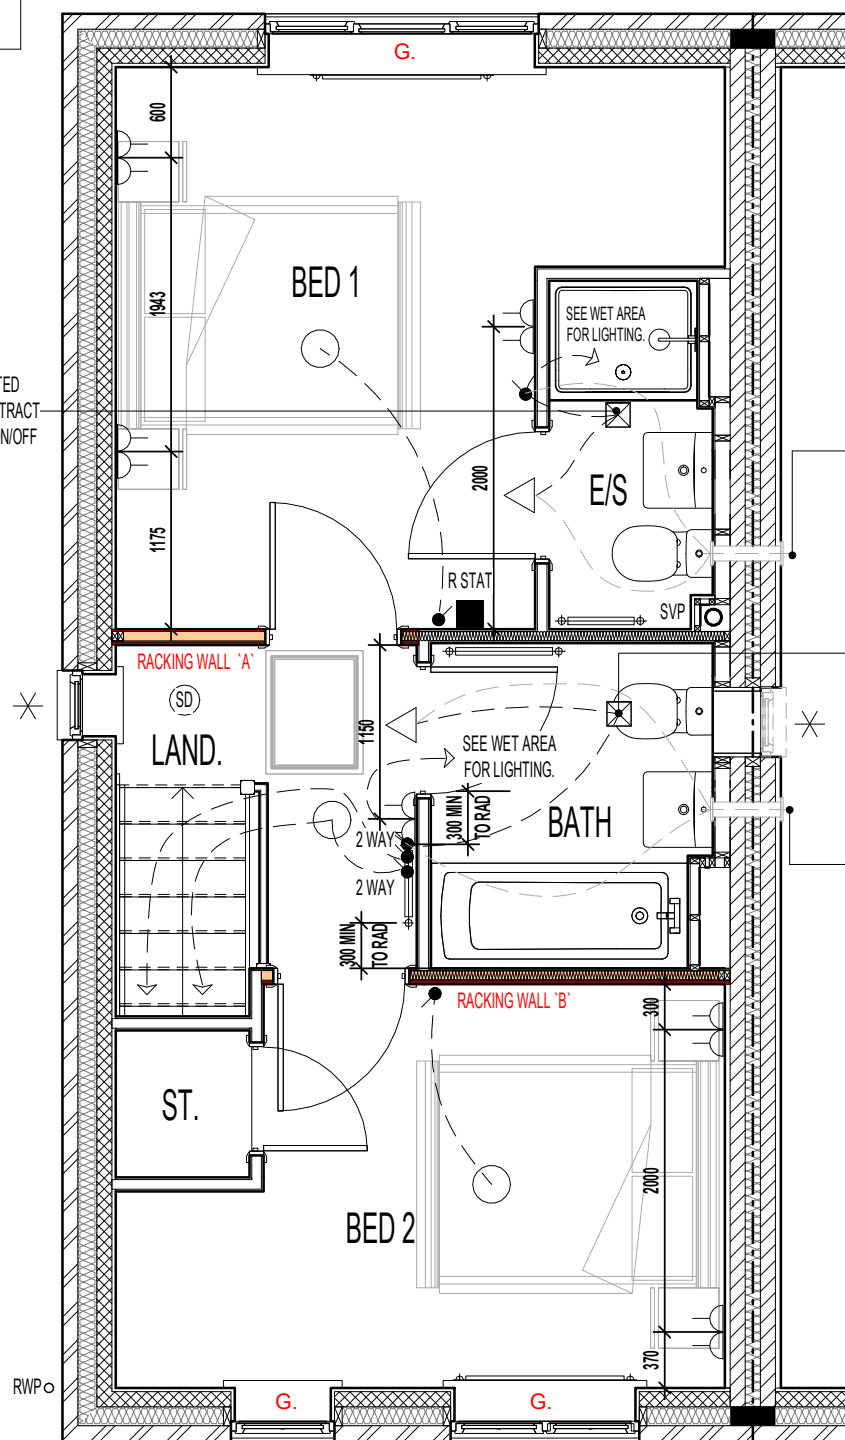 G.
600
BED 1
1943
SEE WET AREA
FOR LIGHTING.
TED
TRACT
N/OFF
2000
E/S
1175
R STAT
SVP
RACKING WALL `A`
SD
LAND.
1150
SEE WET AREA
FOR LIGHTING.
300 MIN
TO RAD
BATH
2 WAY
2 WAY
300 MIN
TO RAD
RACKING WALL `B`
300
ST.
2000
BED 2
370
RWP
G.
G.